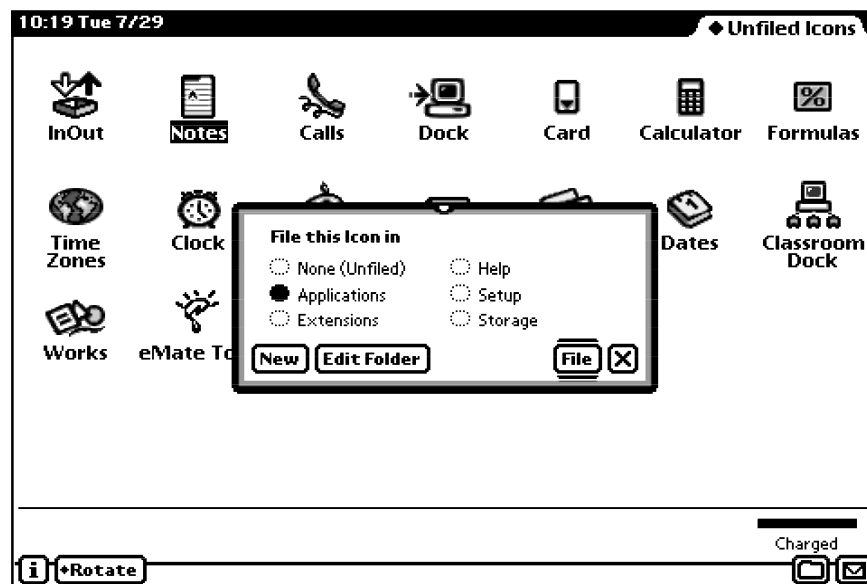 10:19 Tue 7/29
◆Unfiled Icons
InOut
Notes
Calls
Dock
Card
Calculator
Formulas
Time
Zones
Clock
Dates
Classroom
Dock
Works
eMate To
File this Icon in
None (Unfiled)
Applications
Extensions
Help
Setup
Storage
New
Edit Folder
File
Charged
i
◆Rotate